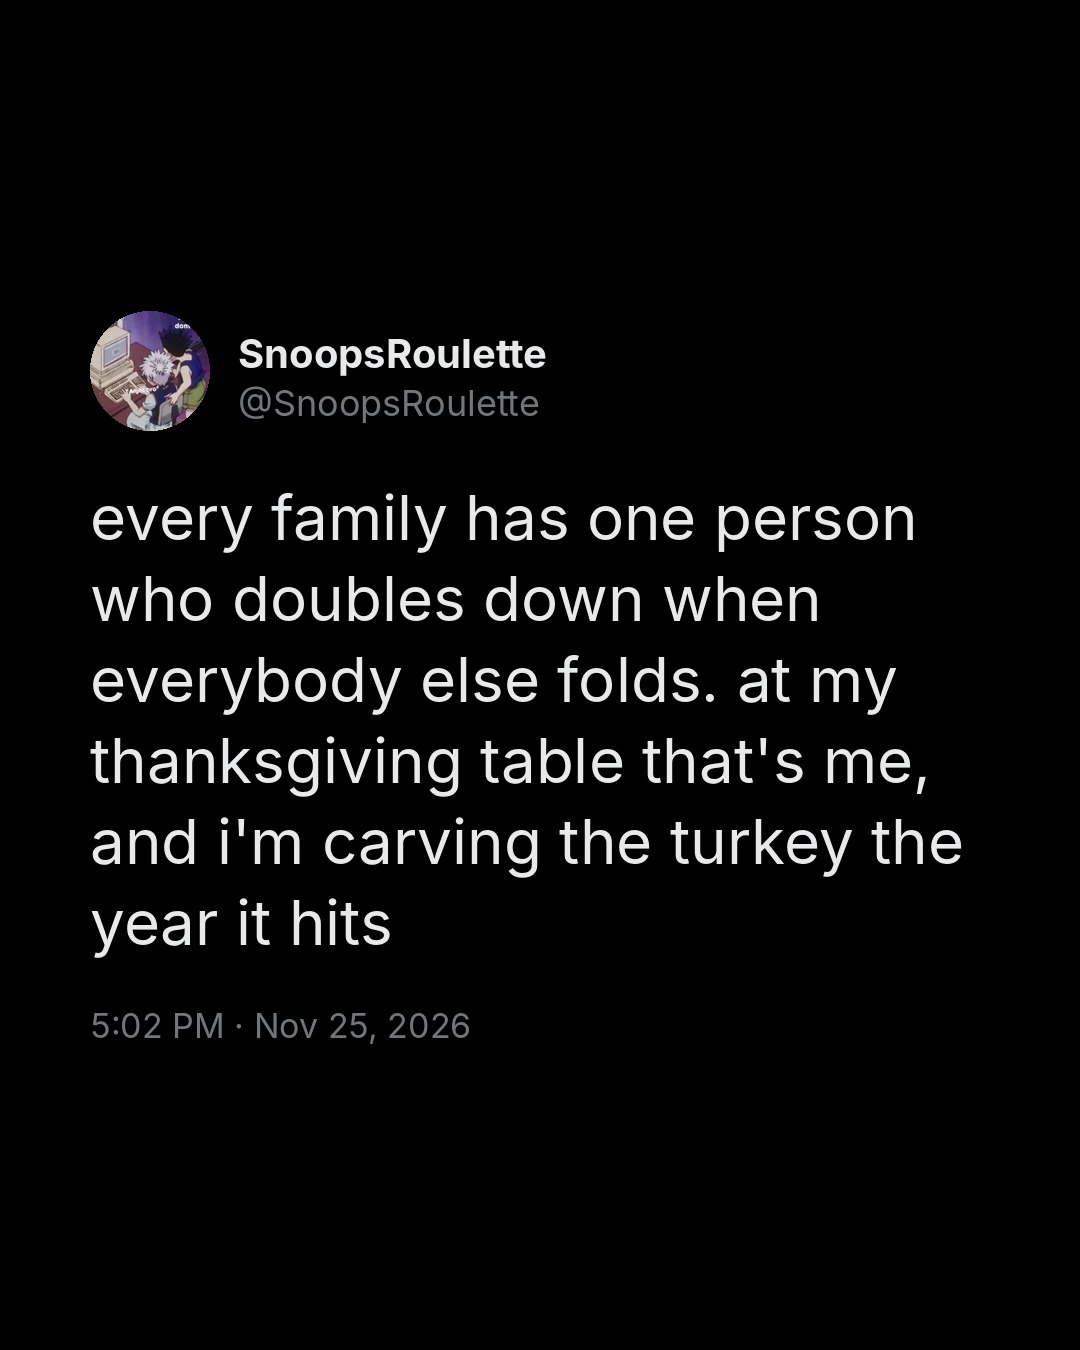 SnoopsRoulette
@SnoopsRoulette
every family has one person
who doubles down when
everybody else folds. at my
thanksgiving table that's me,
and i'm carving the turkey the
year it hits
5:02 PM · Nov 25, 2026